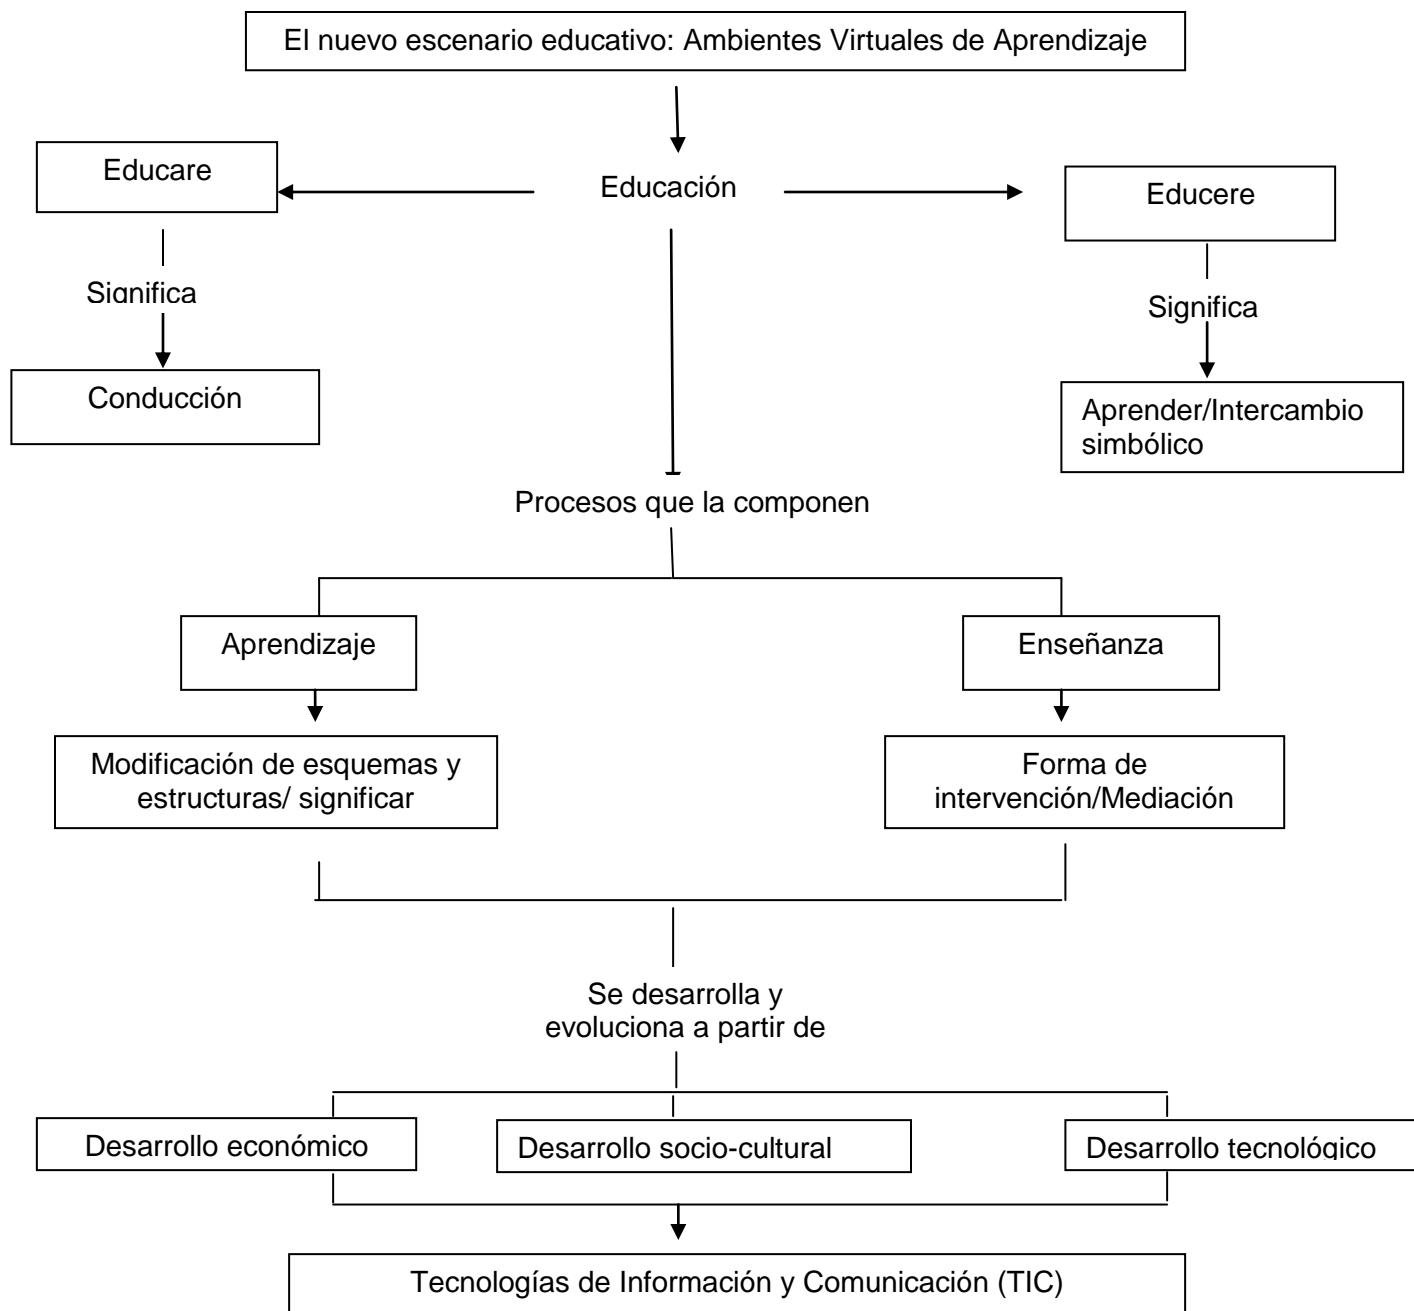 El nuevo escenario educativo: Ambientes Virtuales de Aprendizaje
Educare
Educación
Educere
Significa
Significa
Conducción
Aprender/Intercambio
simbólico
Procesos que la componen
Aprendizaje
Enseñanza
Modificación de esquemas y
estructuras/ significar
Forma de
intervención/Mediación
Se desarrolla y
evoluciona a partir de
Desarrollo económico
Desarrollo socio-cultural
Desarrollo tecnológico
Tecnologías de Información y Comunicación (TIC)